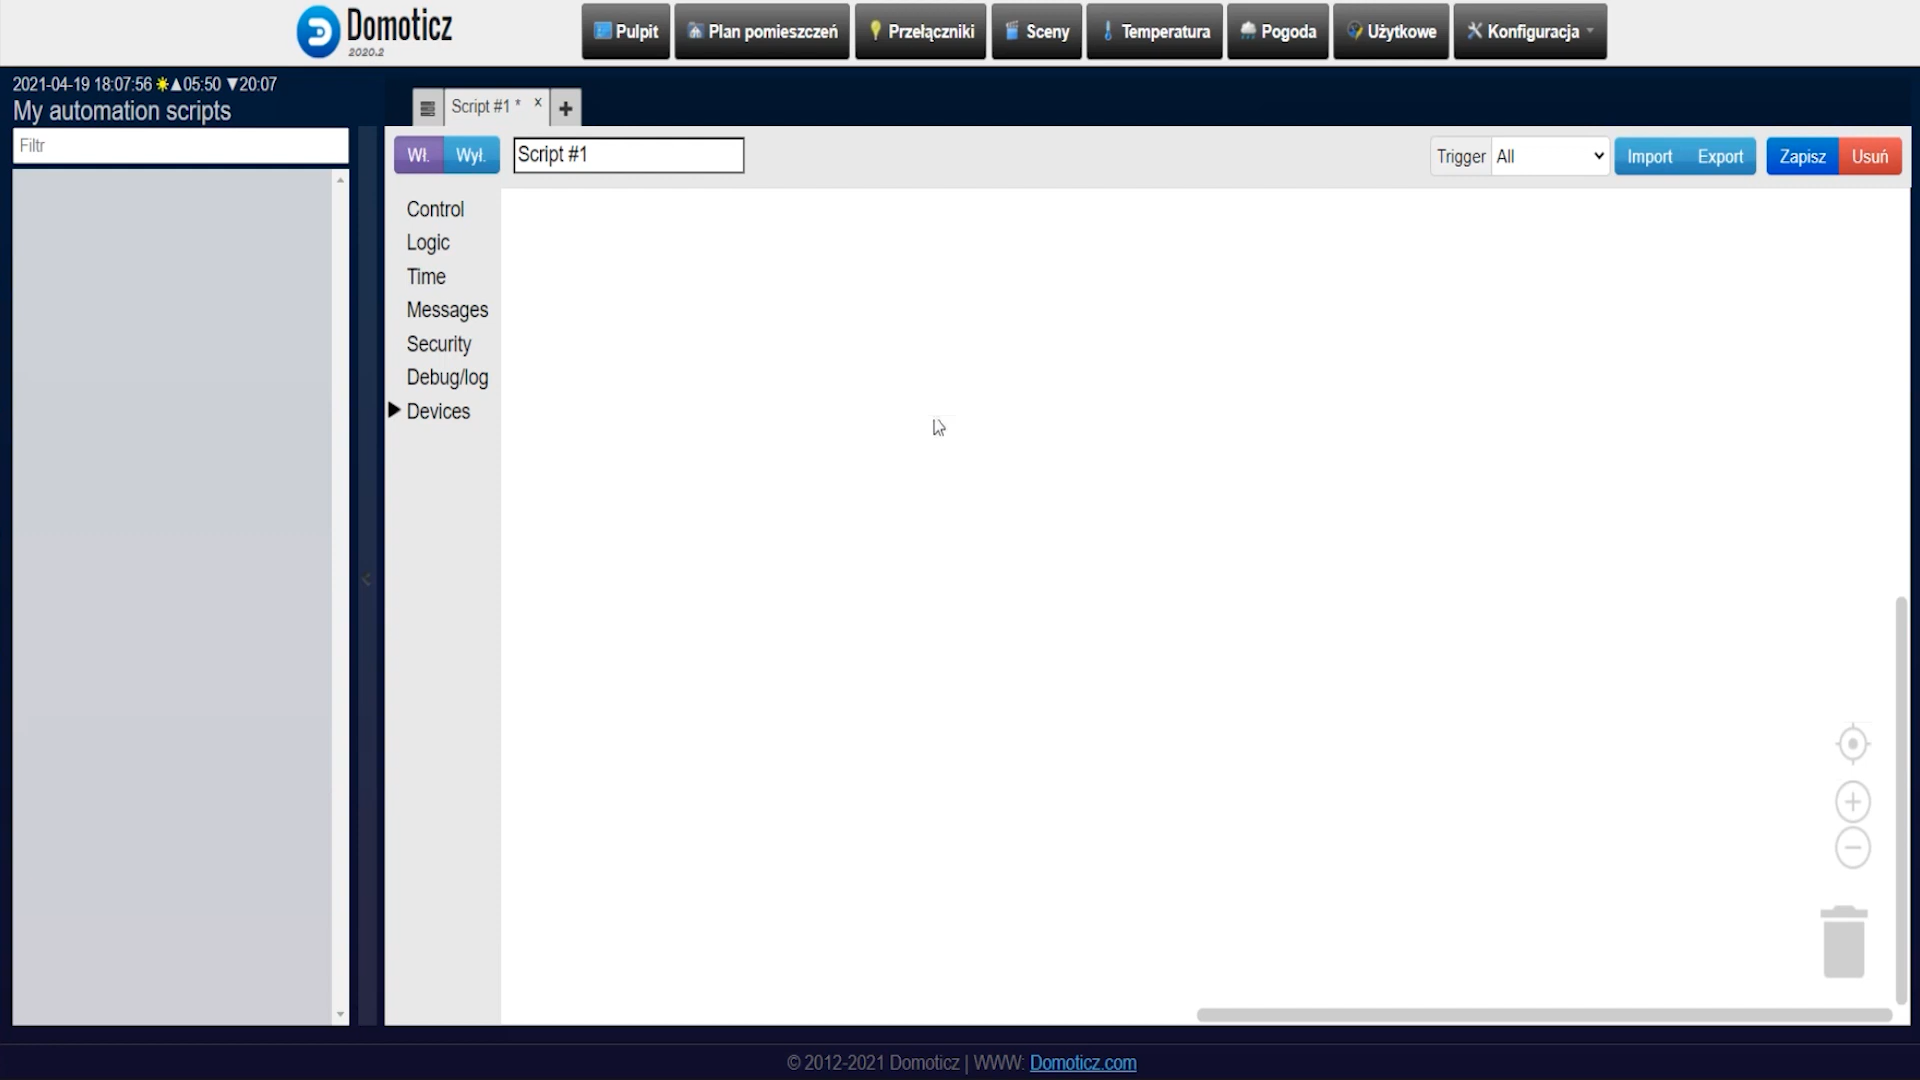 Domoticz
2020.2
Pulpit
Plan pomieszczeń
Przełączniki
Sceny
Temperatura
Pogoda
Użytkowe
Konfiguracja
2021-04-19 18:07:56 ☀▲05:50 ▼20:07
My automation scripts
Filtr
Script #1 * x
Wł. Wył. Script #1 Trigger All Import Export Zapisz Usuń
Control
Logic
Time
Messages
Security
Debug/log
Devices
© 2012-2021 Domoticz | WWW: Domoticz.com